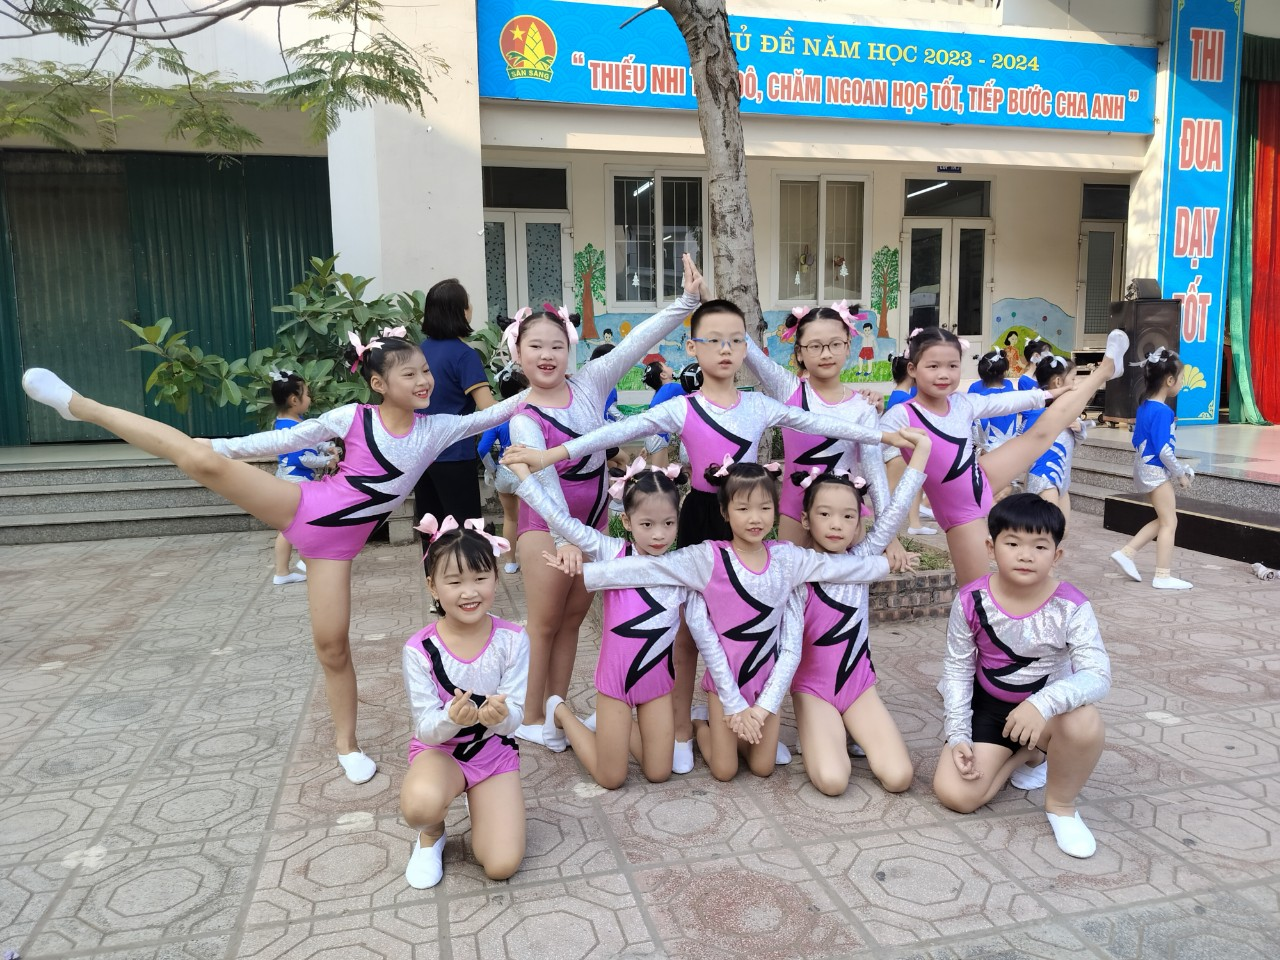 SẴN SÀNG
Ủ ĐỀ NĂM HỌC 2023 - 2024
“ THIẾU NHI T ĐÔ, CHĂM NGOAN HỌC TỐT, TIẾP BƯỚC CHA ANH ”
THI
ĐUA
DẠY
TỐT